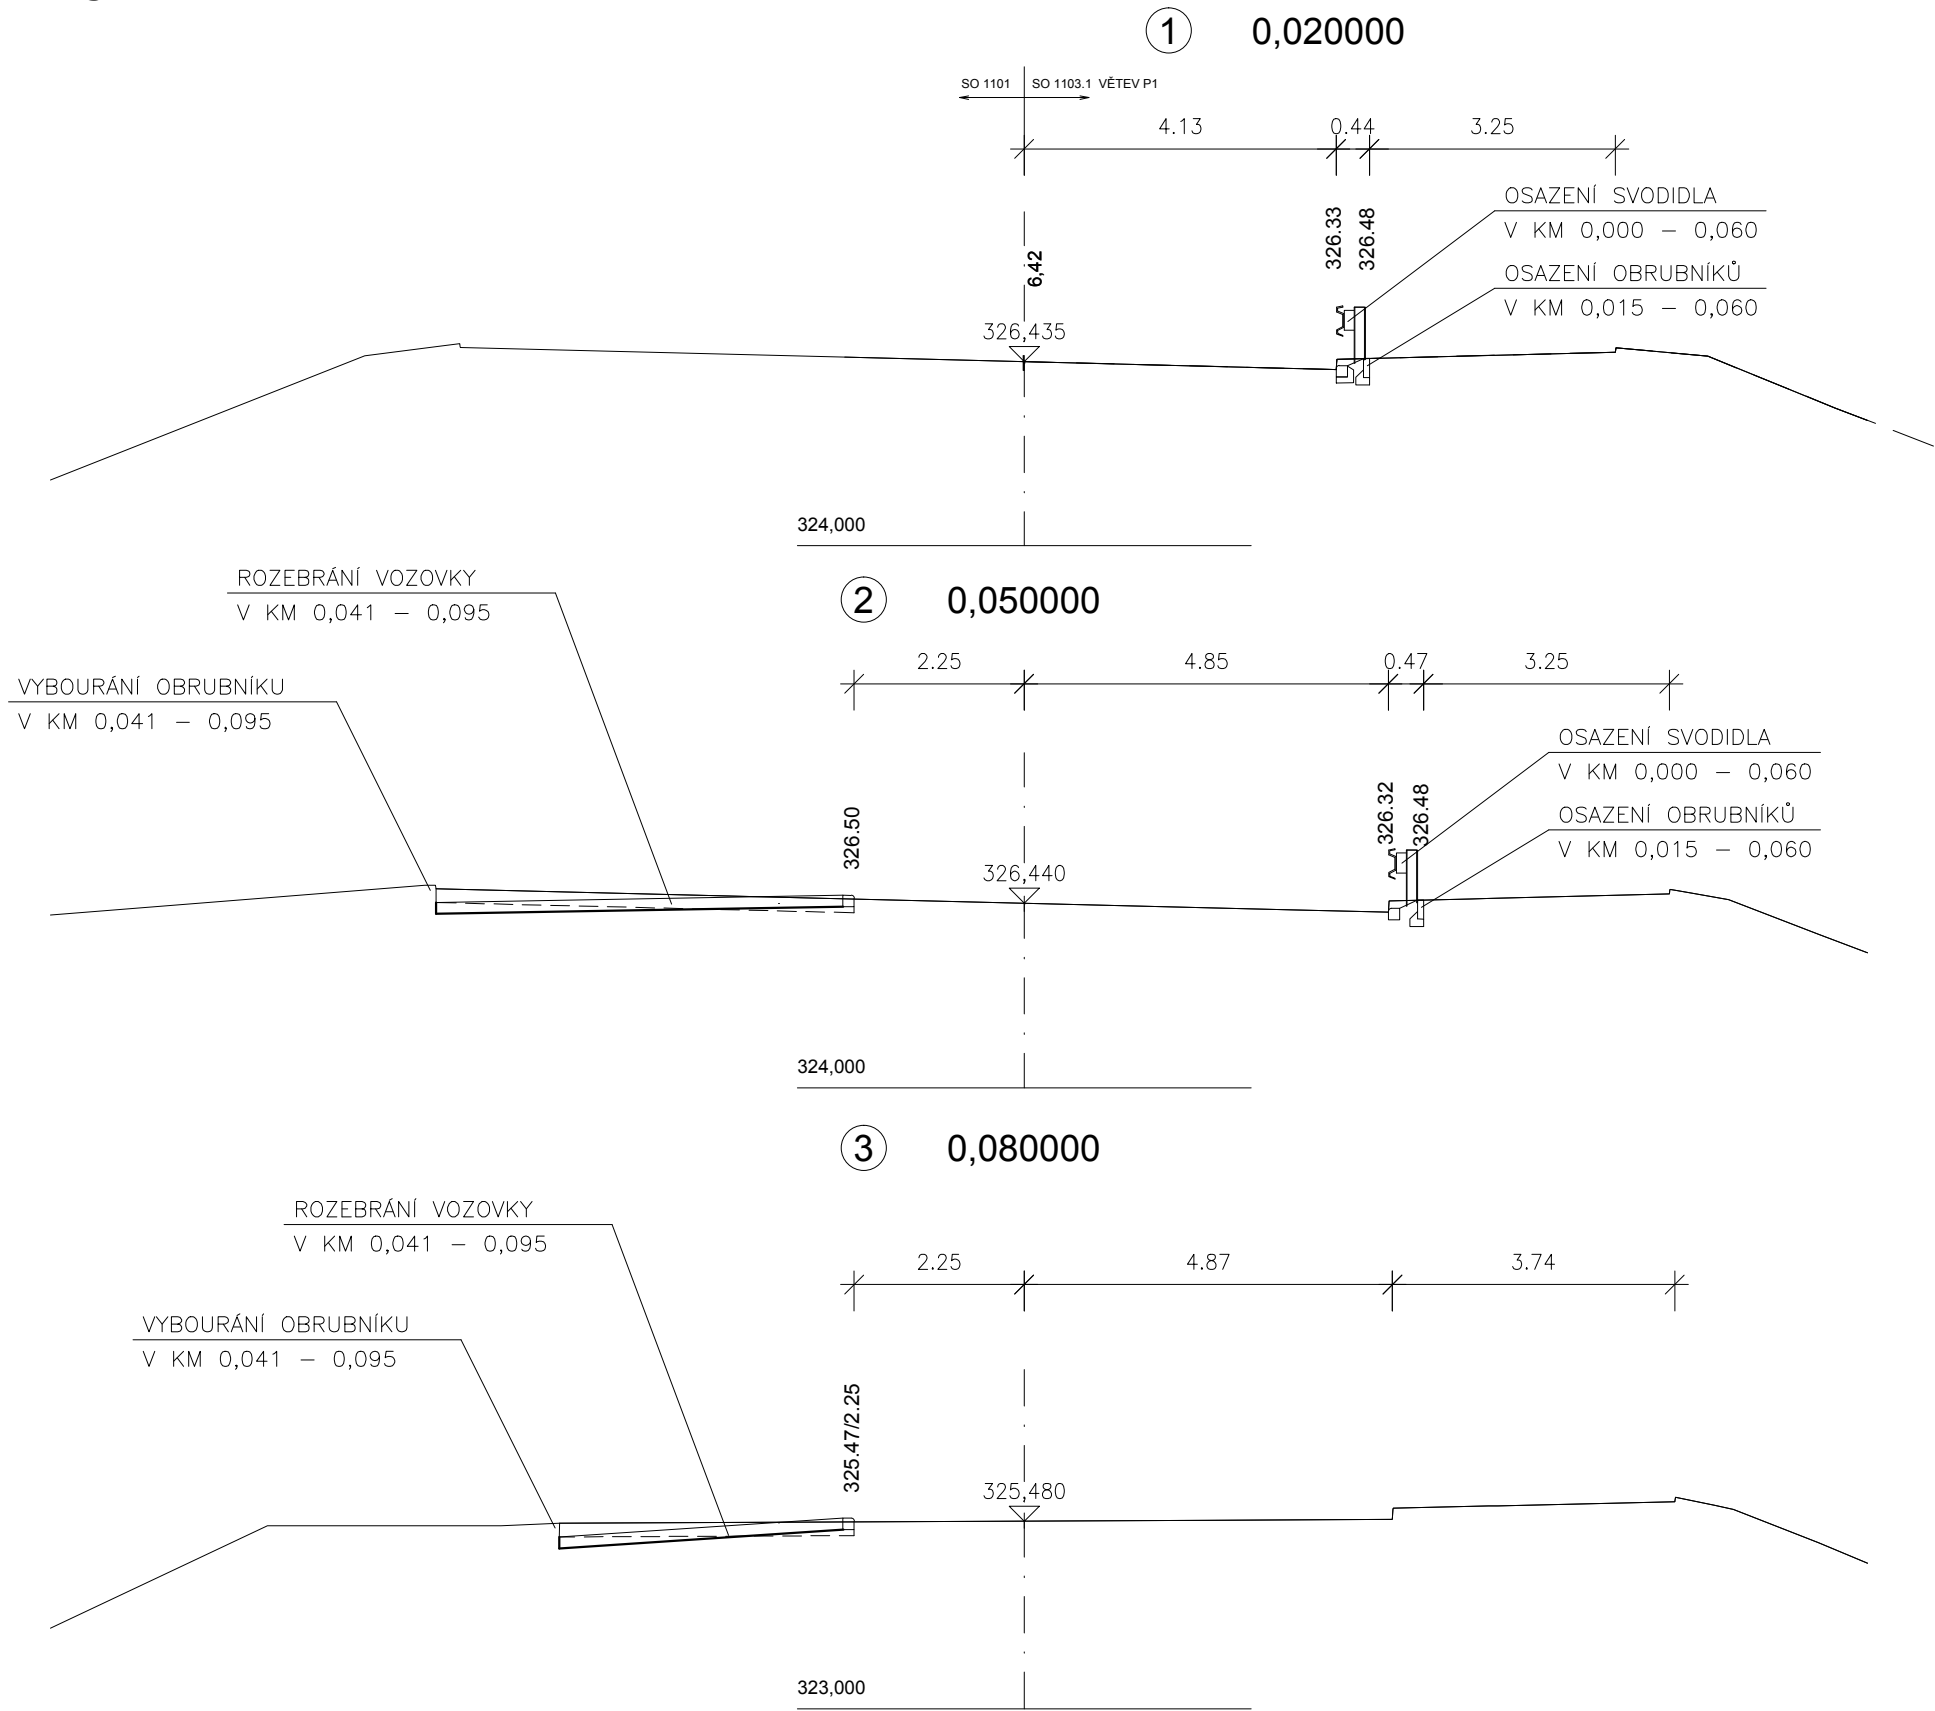 1 0,020000
SO 1101 SO 1103.1 VĚTEV P1
4.13 0.44 3.25
OSAZENÍ SVODIDLA
V KM 0,000 – 0,060
326.33 326.48
6,42
OSAZENÍ OBRUBNÍKŮ
V KM 0,015 – 0,060
326,435
324,000
2 0,050000
ROZEBRÁNÍ VOZOVKY
V KM 0,041 – 0,095
2.25 4.85 0.47 3.25
VYBOURÁNÍ OBRUBNÍKU
V KM 0,041 – 0,095
OSAZENÍ SVODIDLA
V KM 0,000 – 0,060
326.50
326.32 326.48
OSAZENÍ OBRUBNÍKŮ
V KM 0,015 – 0,060
326,440
324,000
3 0,080000
ROZEBRÁNÍ VOZOVKY
V KM 0,041 – 0,095
2.25 4.87 3.74
VYBOURÁNÍ OBRUBNÍKU
V KM 0,041 – 0,095
325.47/2.25
325,480
323,000